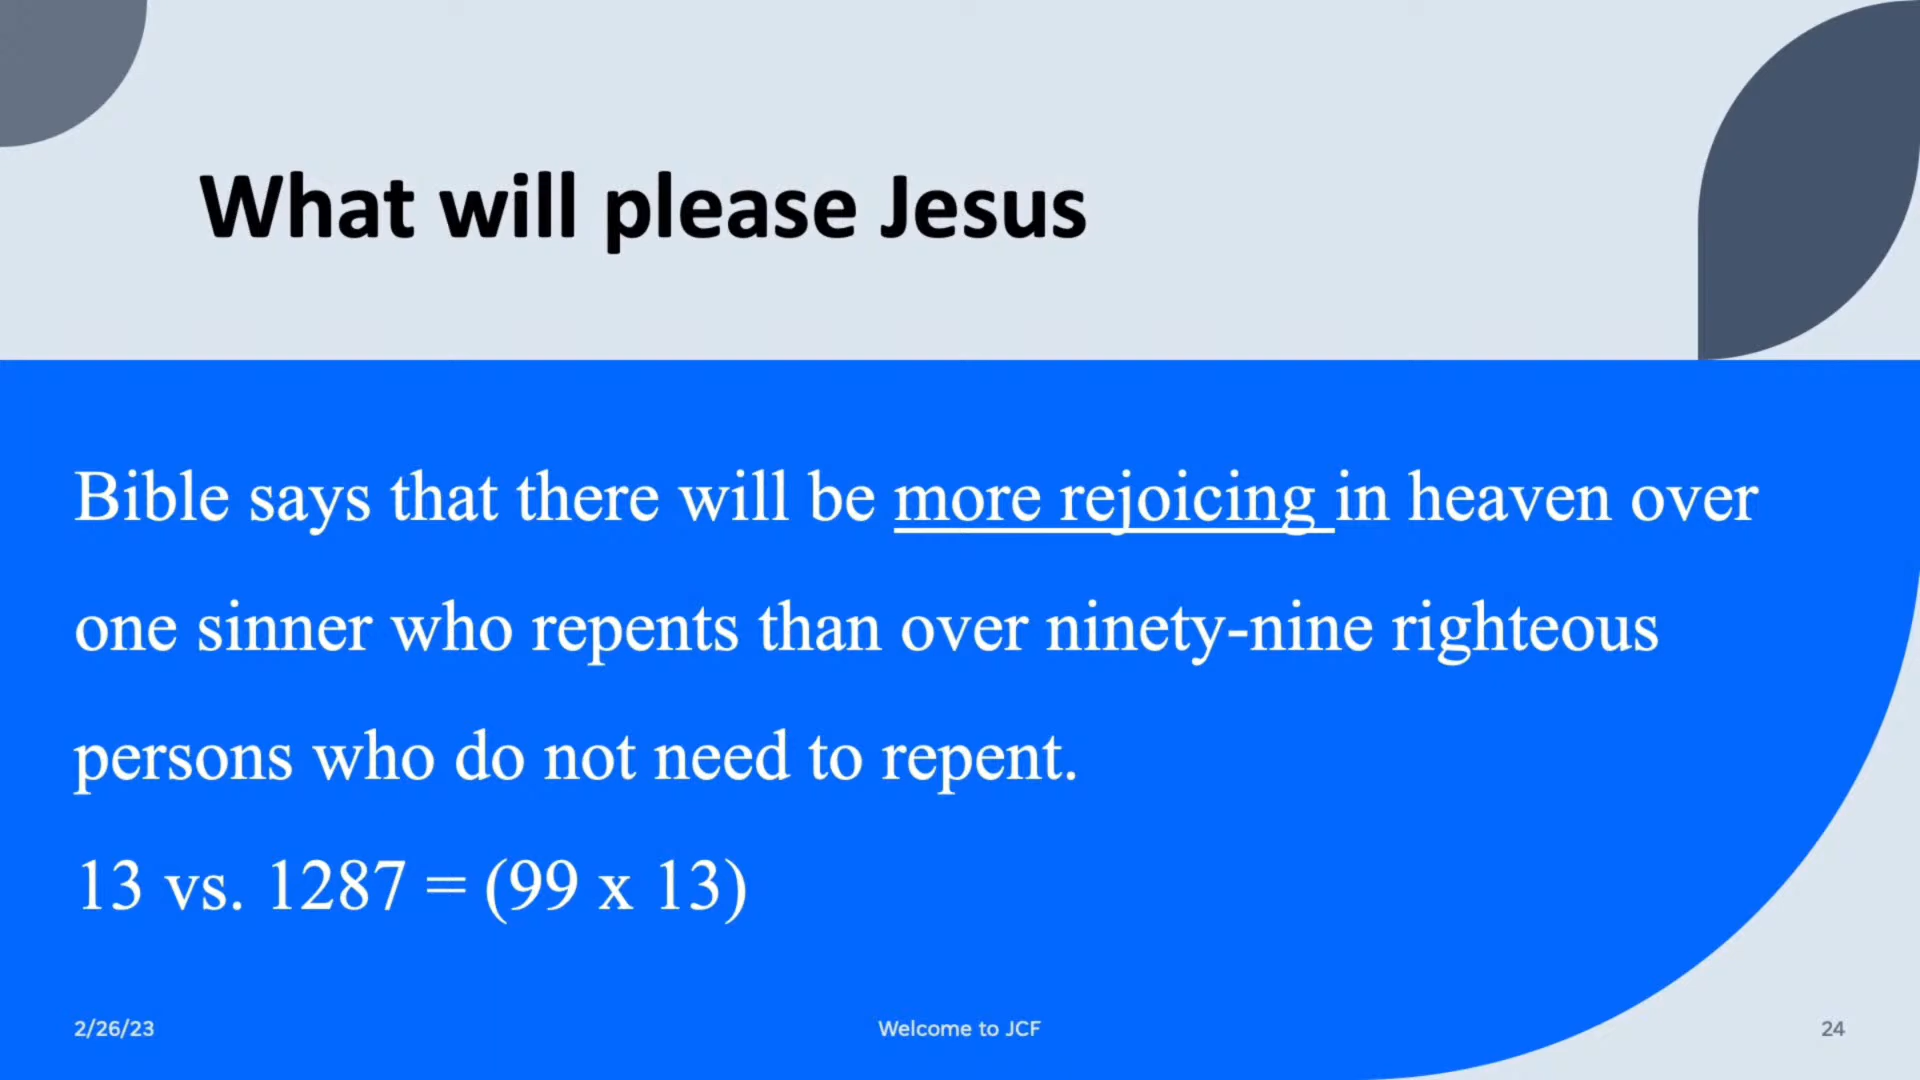 What will please Jesus
Bible says that there will be more rejoicing in heaven over
one sinner who repents than over ninety-nine righteous
persons who do not need to repent.
13 vs. 1287 = (99 x 13)
2/26/23
Welcome to JCF
24